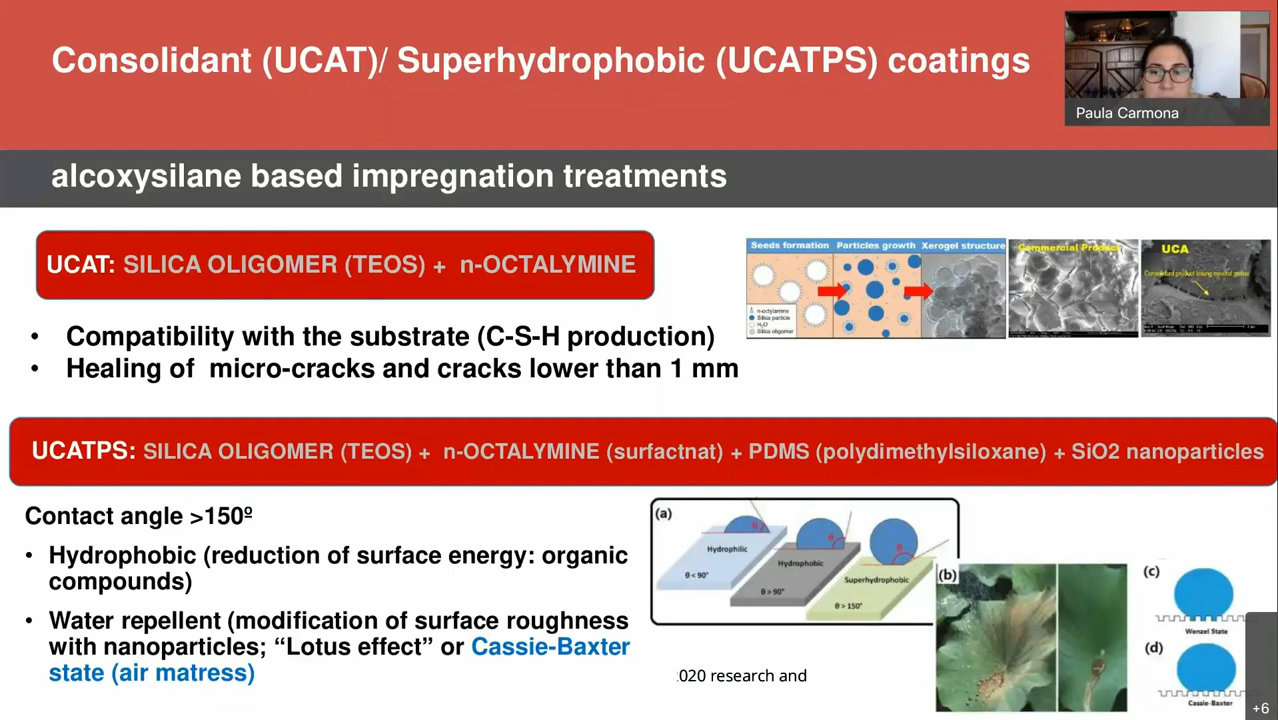 Consolidant (UCAT)/ Superhydrophobic (UCATPS) coatings
Paula Carmona
alcoxysilane based impregnation treatments
UCAT: SILICA OLIGOMER (TEOS) + n-OCTALYMINE
Seeds formation
Particles growth
Xerogel structure
n-octylamine
Silica particle
H₂O
Silica oligomer
Commercial Product
UCA
Consolidant product linking mineral grains
• Compatibility with the substrate (C-S-H production)
• Healing of micro-cracks and cracks lower than 1 mm
UCATPS: SILICA OLIGOMER (TEOS) + n-OCTALYMINE (surfactnat) + PDMS (polydimethylsiloxane) + SiO2 nanoparticles
Contact angle >150º
• Hydrophobic (reduction of surface energy: organic
compounds)
• Water repellent (modification of surface roughness
with nanoparticles; “Lotus effect” or Cassie-Baxter
state (air matress)
(a)
θ
Hydrophilic
θ < 90°
θ
Hydrophobic
θ > 90°
θ
Superhydrophobic
θ > 150°
(b)
(c)
Wenzel State
(d)
Cassie-Baxter
020 research and
+6